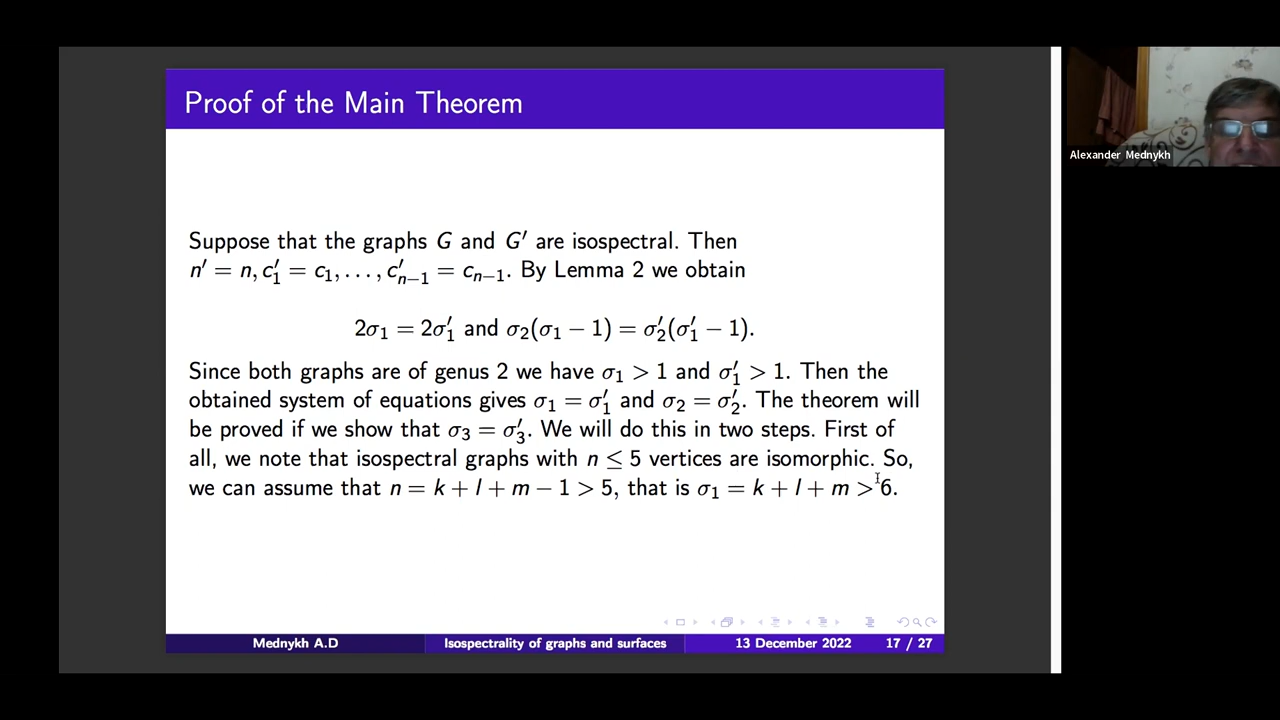 Proof of the Main Theorem
Alexander Mednykh
Suppose that the graphs G and G′ are isospectral. Then
n′ = n, c′₁ = c₁, . . . , c′ₙ₋₁ = cₙ₋₁. By Lemma 2 we obtain
2σ₁ = 2σ′₁ and σ₂(σ₁ − 1) = σ′₂(σ′₁ − 1).
Since both graphs are of genus 2 we have σ₁ > 1 and σ′₁ > 1. Then the
obtained system of equations gives σ₁ = σ′₁ and σ₂ = σ′₂. The theorem will
be proved if we show that σ₃ = σ′₃. We will do this in two steps. First of
all, we note that isospectral graphs with n ≤ 5 vertices are isomorphic. So,
we can assume that n = k + l + m − 1 > 5, that is σ₁ = k + l + m > 6.
Mednykh A.D Isospectrality of graphs and surfaces 13 December 2022 17 / 27